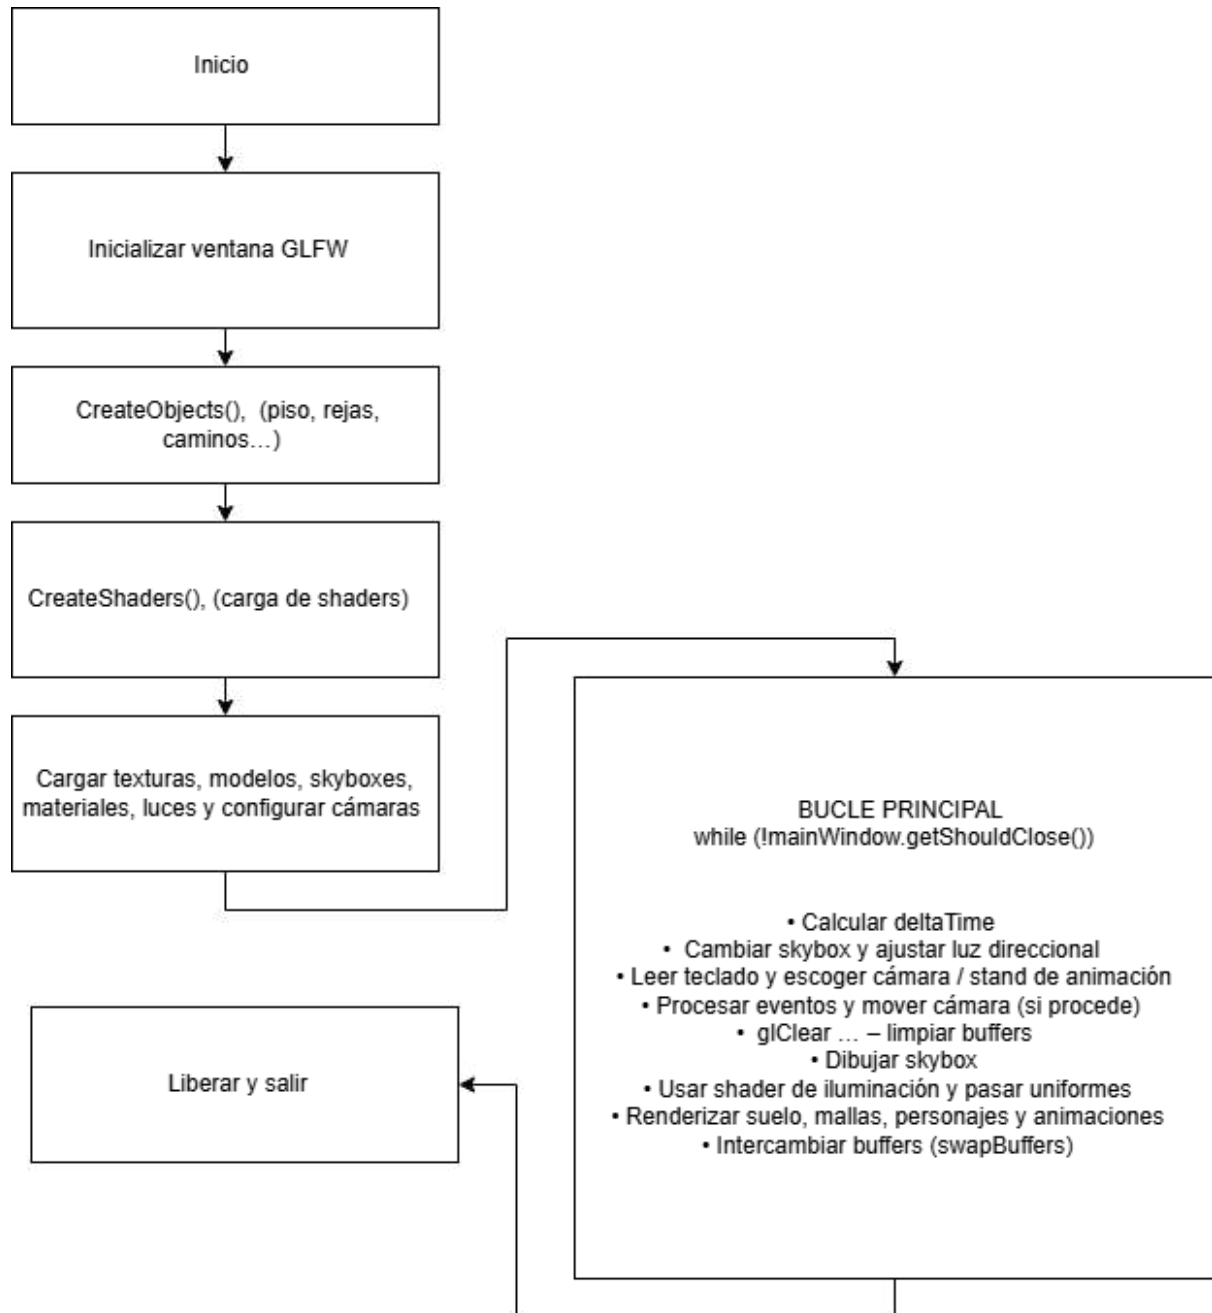 Inicio
Inicializar ventana GLFW
CreateObjects(), (piso, rejas,
caminos...)
CreateShaders(), (carga de shaders)
Cargar texturas, modelos, skyboxes,
materiales, luces y configurar cámaras
BUCLE PRINCIPAL
while (!mainWindow.getShouldClose())
• Calcular deltaTime
• Cambiar skybox y ajustar luz direccional
• Leer teclado y escoger cámara / stand de animación
• Procesar eventos y mover cámara (si procede)
• glClear ... – limpiar buffers
• Dibujar skybox
• Usar shader de iluminación y pasar uniformes
• Renderizar suelo, mallas, personajes y animaciones
• Intercambiar buffers (swapBuffers)
Liberar y salir